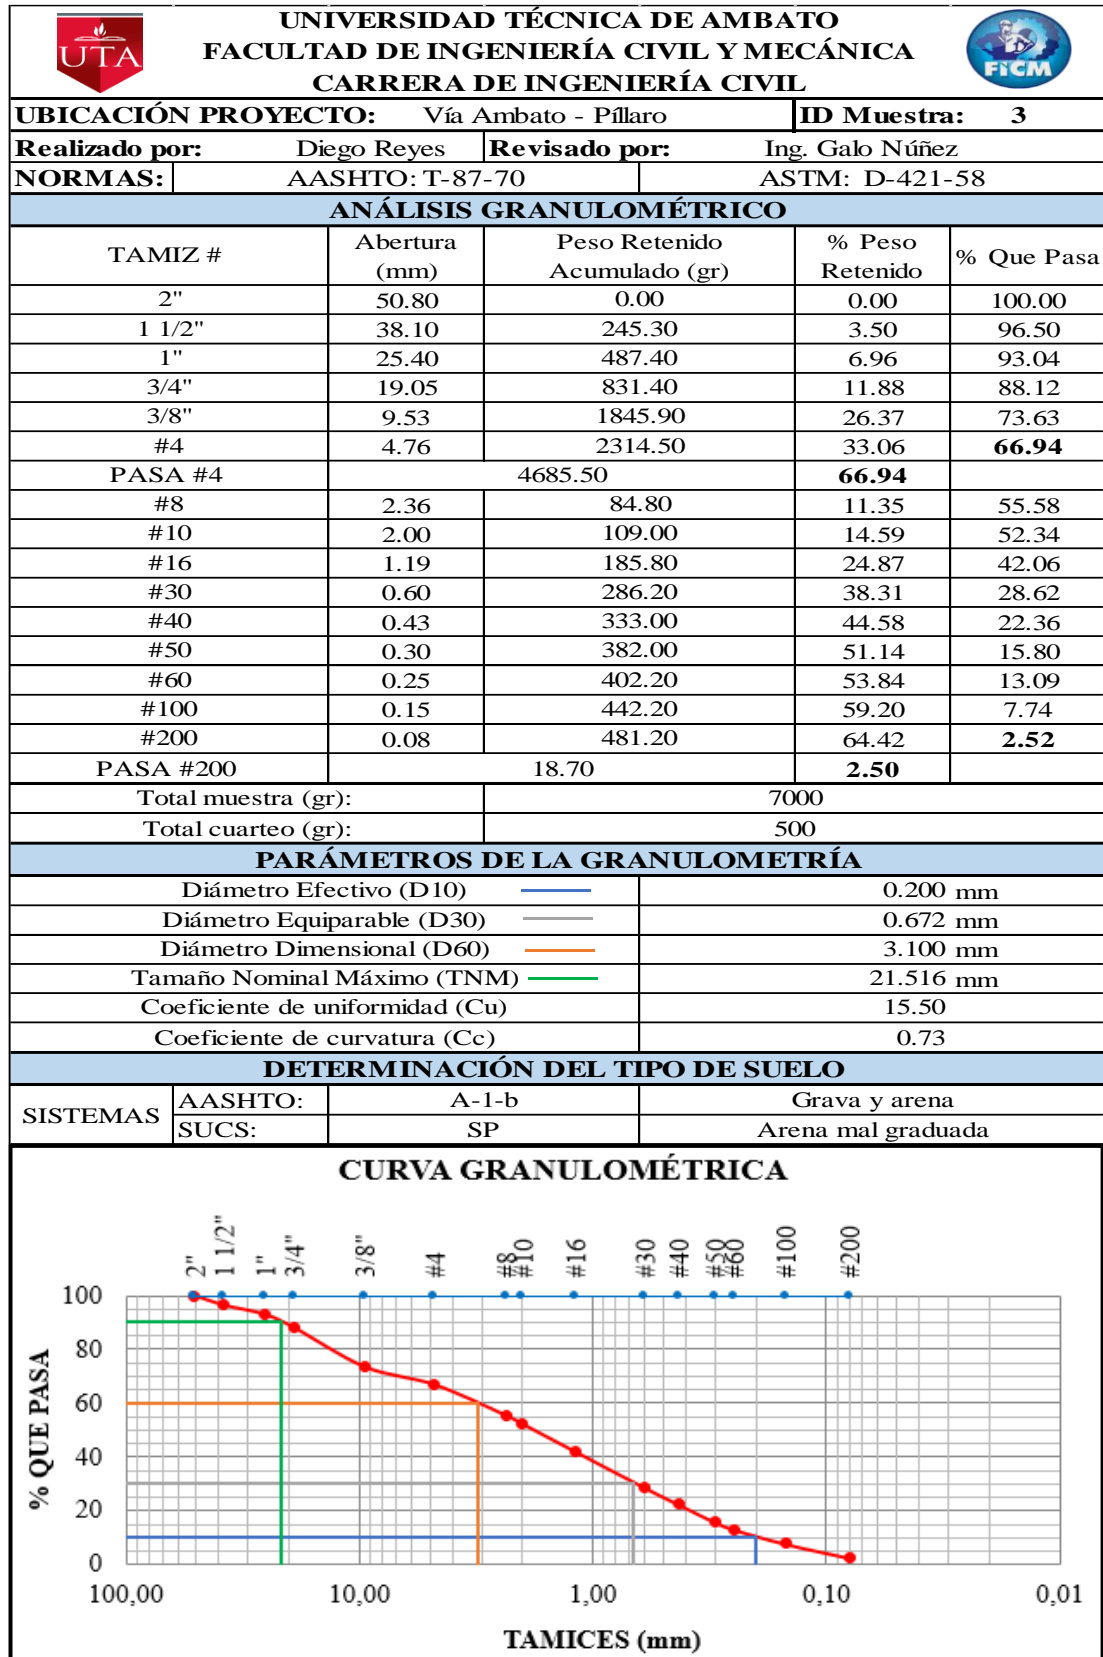 UTA
UNIVERSIDAD TÉCNICA DE AMBATO
FACULTAD DE INGENIERÍA CIVIL Y MECÁNICA
CARRERA DE INGENIERÍA CIVIL
FICM
UBICACIÓN PROYECTO: Vía Ambato - Píllaro ID Muestra: 3
Realizado por: Diego Reyes Revisado por: Ing. Galo Núñez
NORMAS: AASHTO: T-87-70 ASTM: D-421-58
ANÁLISIS GRANULOMÉTRICO
TAMIZ # Abertura (mm) Peso Retenido Acumulado (gr) % Peso Retenido % Que Pasa
2" 50.80 0.00 0.00 100.00
1 1/2" 38.10 245.30 3.50 96.50
1" 25.40 487.40 6.96 93.04
3/4" 19.05 831.40 11.88 88.12
3/8" 9.53 1845.90 26.37 73.63
#4 4.76 2314.50 33.06 66.94
PASA #4 4685.50 66.94
#8 2.36 84.80 11.35 55.58
#10 2.00 109.00 14.59 52.34
#16 1.19 185.80 24.87 42.06
#30 0.60 286.20 38.31 28.62
#40 0.43 333.00 44.58 22.36
#50 0.30 382.00 51.14 15.80
#60 0.25 402.20 53.84 13.09
#100 0.15 442.20 59.20 7.74
#200 0.08 481.20 64.42 2.52
PASA #200 18.70 2.50
Total muestra (gr): 7000
Total cuarteo (gr): 500
PARÁMETROS DE LA GRANULOMETRÍA
Diámetro Efectivo (D10) 0.200 mm
Diámetro Equiparable (D30) 0.672 mm
Diámetro Dimensional (D60) 3.100 mm
Tamaño Nominal Máximo (TNM) 21.516 mm
Coeficiente de uniformidad (Cu) 15.50
Coeficiente de curvatura (Cc) 0.73
DETERMINACIÓN DEL TIPO DE SUELO
SISTEMAS AASHTO: A-1-b Grava y arena
SUCS: SP Arena mal graduada
CURVA GRANULOMÉTRICA
2" 1 1/2" 1" 3/4" 3/8" #4 #8 #10 #16 #30 #40 #50 #60 #100 #200
100
80
60
40
20
0
% QUE PASA
100,00 10,00 1,00 0,10 0,01
TAMICES (mm)